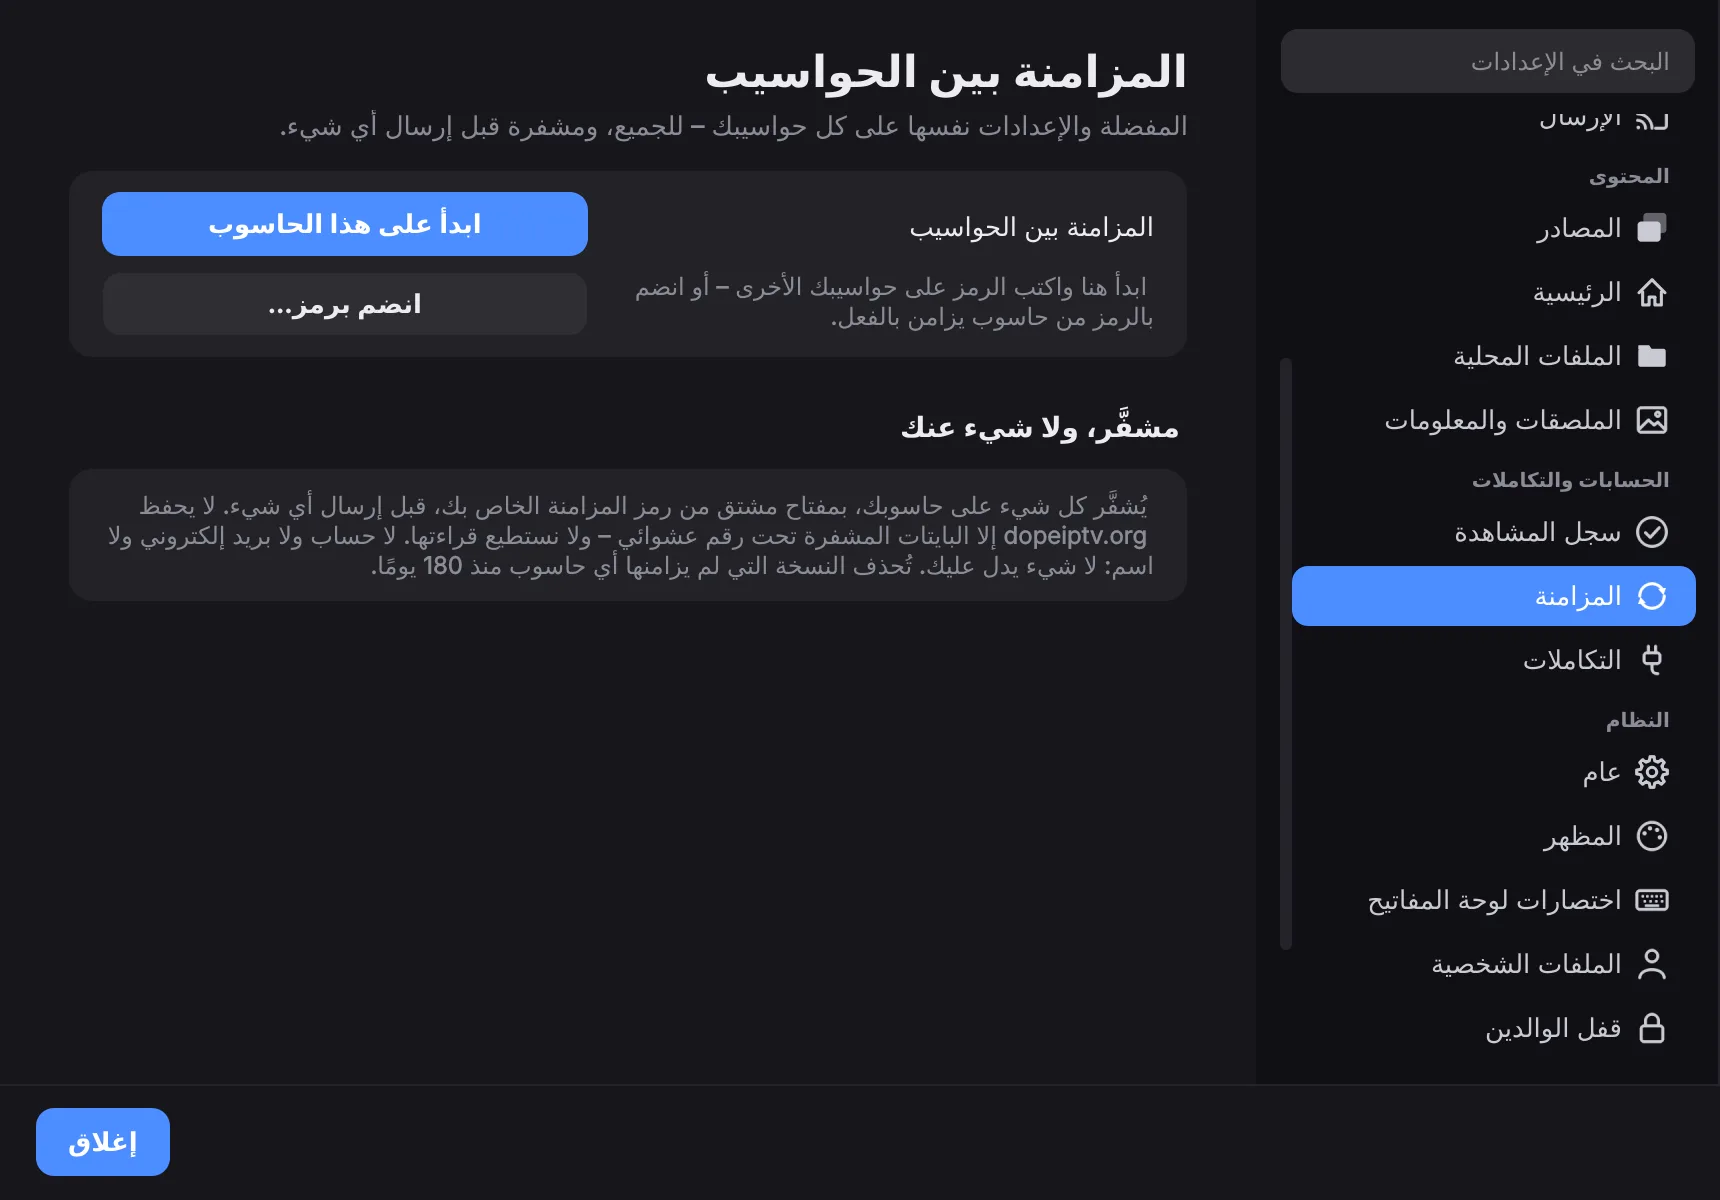 البحث في الإعدادات
الإرسال
المحتوى
المصادر
الرئيسية
الملفات المحلية
الملصقات والمعلومات
الحسابات والتكاملات
سجل المشاهدة
المزامنة
التكاملات
النظام
عام
المظهر
اختصارات لوحة المفاتيح
الملفات الشخصية
قفل الوالدين
المزامنة بين الحواسيب
المفضلة والإعدادات نفسها على كل حواسيبك – للجميع، ومشفرة قبل إرسال أي شيء.
المزامنة بين الحواسيب
ابدأ هنا واكتب الرمز على حواسيبك الأخرى – أو انضم
بالرمز من حاسوب يزامن بالفعل.
ابدأ على هذا الحاسوب
انضم برمز...
مشفَّر، ولا شيء عنك
يُشفَّر كل شيء على حاسوبك، بمفتاح مشتق من رمز المزامنة الخاص بك، قبل إرسال أي شيء. لا يحفظ
dopeiptv.org إلا البايتات المشفرة تحت رقم عشوائي – ولا نستطيع قراءتها. لا حساب ولا بريد إلكتروني ولا
اسم: لا شيء يدل عليك. تُحذف النسخة التي لم يزامنها أي حاسوب منذ 180 يومًا.
إغلاق